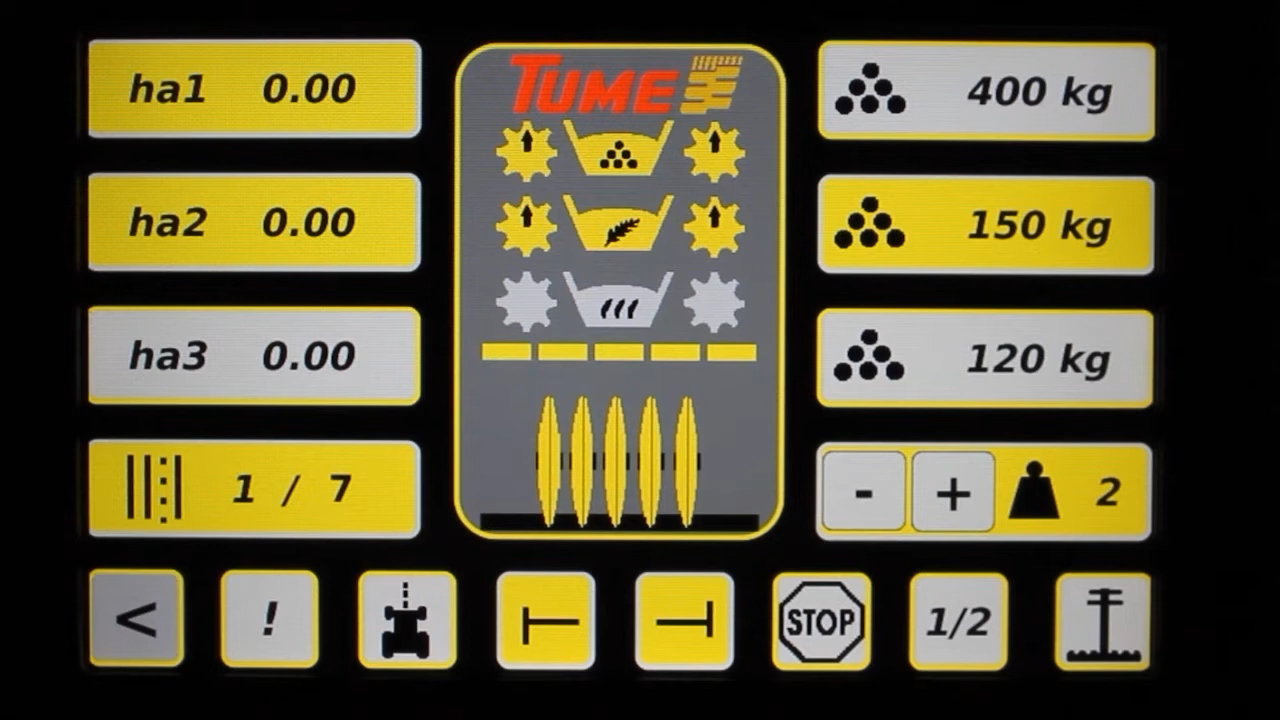 ha1 0.00
ha2 0.00
ha3 0.00
1 / 7
TUME
400 kg
150 kg
120 kg
- + 2
< ! STOP 1/2